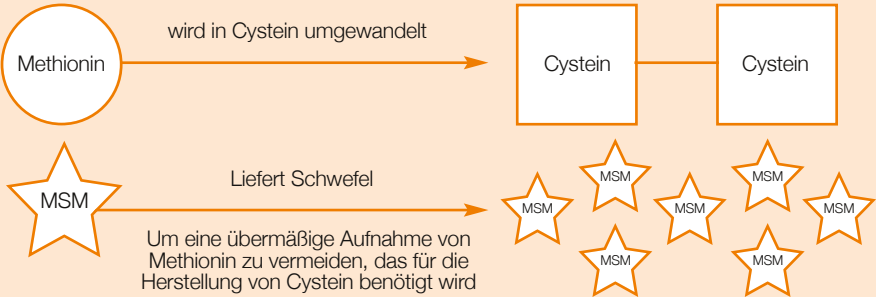 wird in Cystein umgewandelt
Methionin
Cystein
Cystein
MSM
Liefert Schwefel
Um eine übermäßige Aufnahme von
Methionin zu vermeiden, das für die
Herstellung von Cystein benötigt wird
MSM
MSM
MSM
MSM
MSM
MSM
MSM